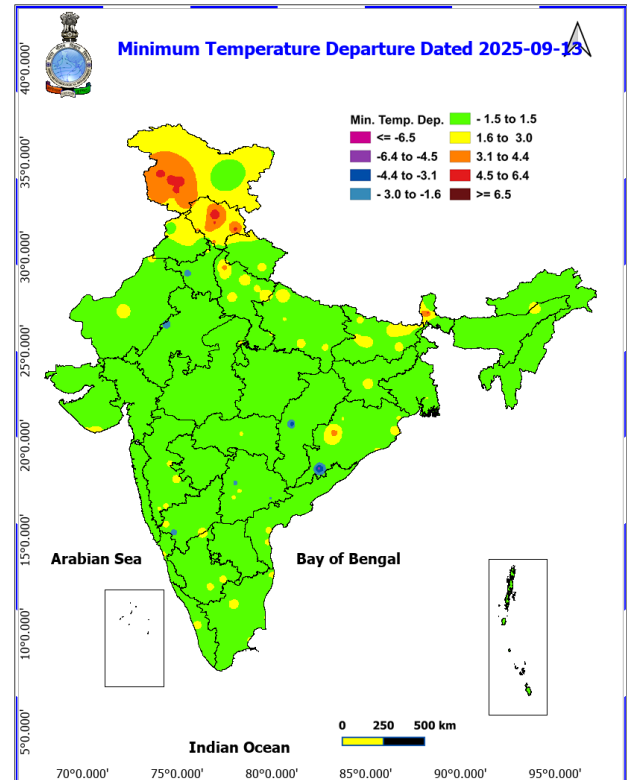 Minimum Temperature Departure Dated 2025-09-13
Min. Temp. Dep.
<= -6.5
-6.4 to -4.5
-4.4 to -3.1
- 3.0 to -1.6
- 1.5 to 1.5
1.6 to 3.0
3.1 to 4.4
4.5 to 6.4
>= 6.5
40°0.000'
35°0.000'
30°0.000'
25°0.000'
20°0.000'
15°0.000'
10°0.000'
5°0.000'
Arabian Sea
Bay of Bengal
0 250 500 km
Indian Ocean
70°0.000' 75°0.000' 80°0.000' 85°0.000' 90°0.000' 95°0.000'